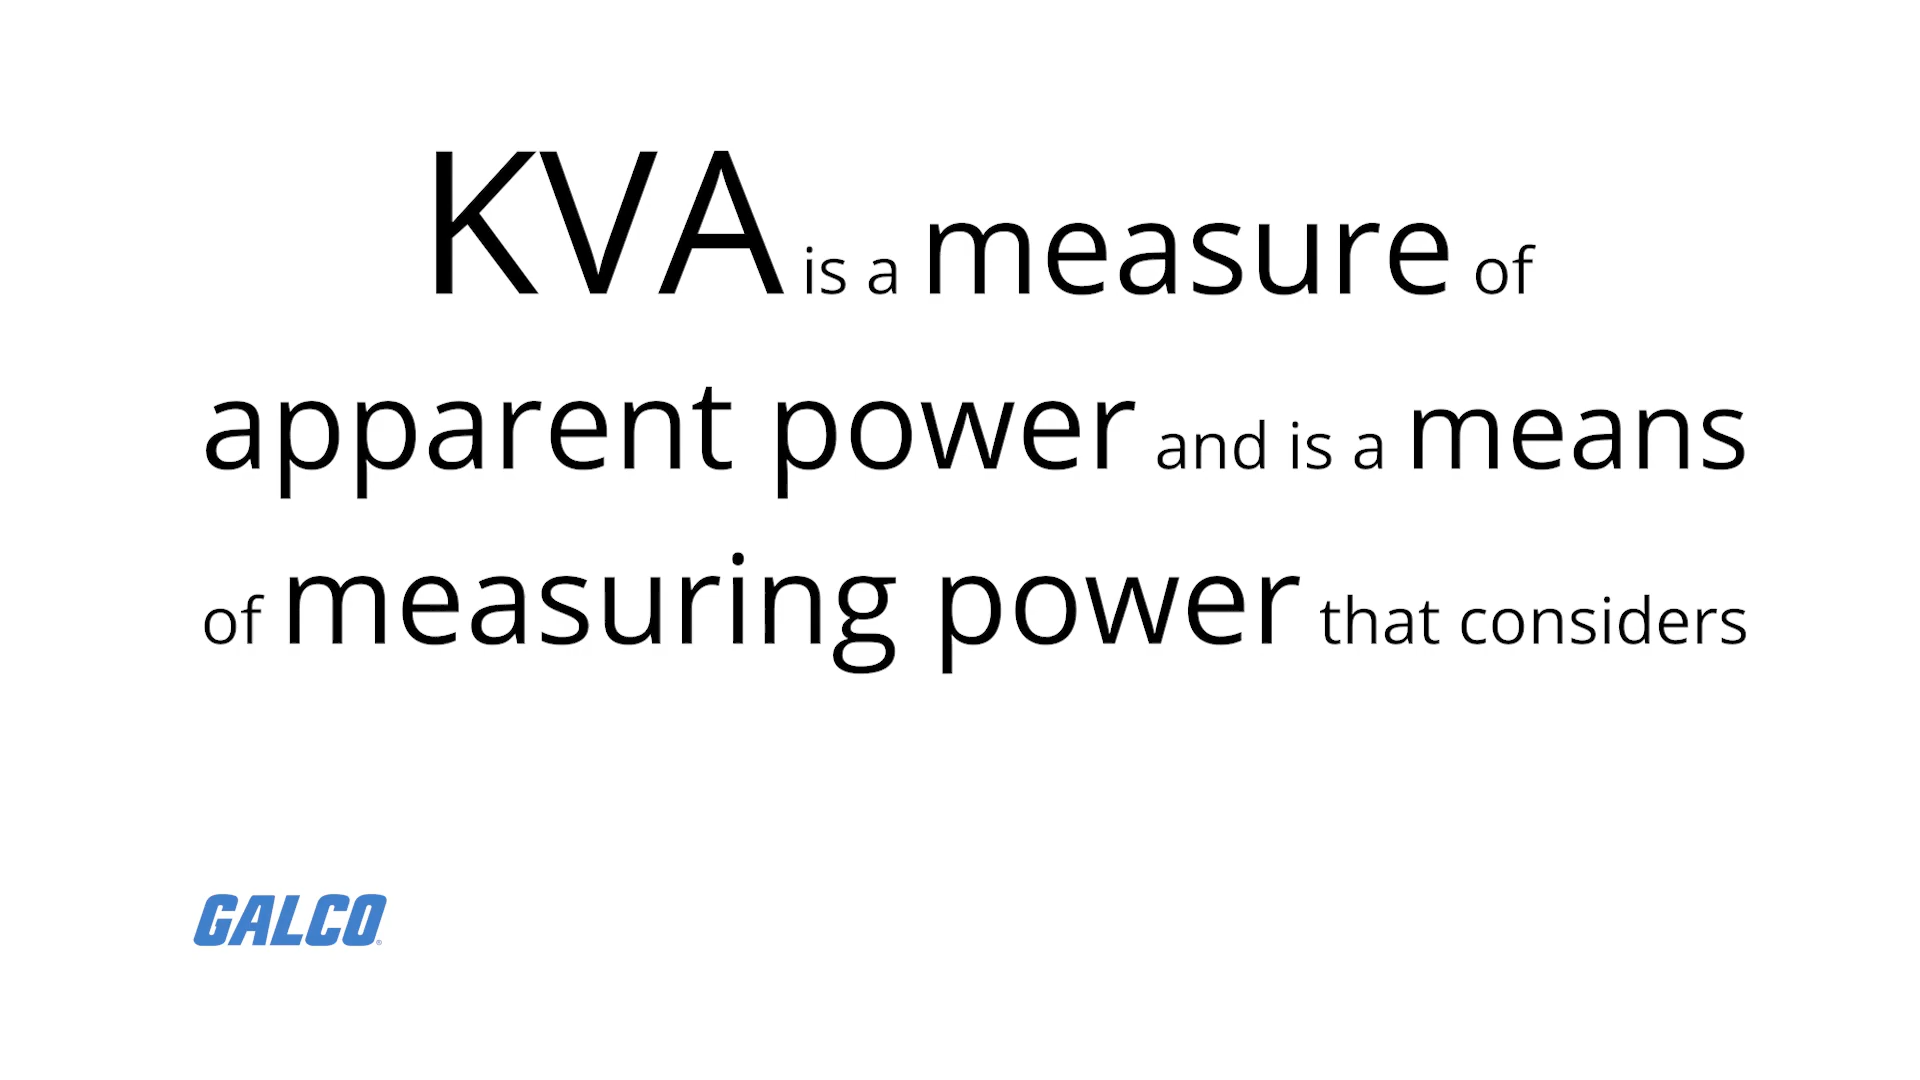 KVA is a measure of
apparent power and is a means
of measuring power that considers
GALCO®